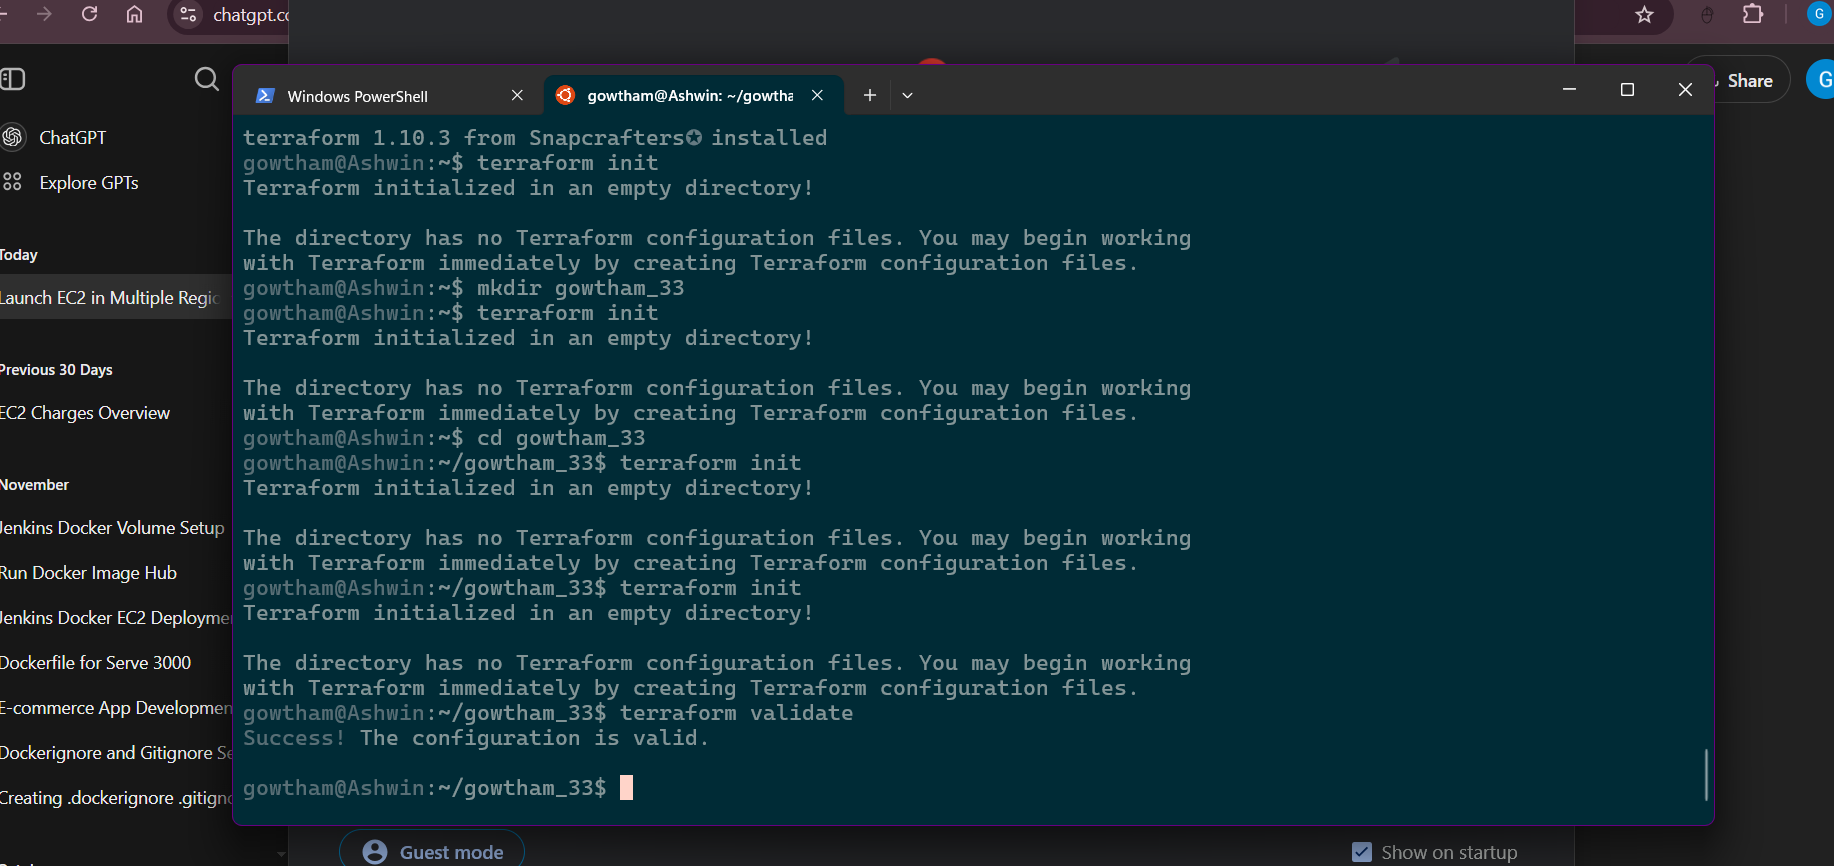 chatgpt.co
G
Share
G
ChatGPT
Explore GPTs
Today
Launch EC2 in Multiple Regio
Previous 30 Days
EC2 Charges Overview
November
Jenkins Docker Volume Setup
Run Docker Image Hub
Jenkins Docker EC2 Deployme
Dockerfile for Serve 3000
E-commerce App Developmen
Dockerignore and Gitignore Se
Creating .dockerignore .gitigno
Windows PowerShell
gowtham@Ashwin: ~/gowtha
terraform 1.10.3 from Snapcrafters✪ installed
gowtham@Ashwin:~$ terraform init
Terraform initialized in an empty directory!
The directory has no Terraform configuration files. You may begin working
with Terraform immediately by creating Terraform configuration files.
gowtham@Ashwin:~$ mkdir gowtham_33
gowtham@Ashwin:~$ terraform init
Terraform initialized in an empty directory!
The directory has no Terraform configuration files. You may begin working
with Terraform immediately by creating Terraform configuration files.
gowtham@Ashwin:~$ cd gowtham_33
gowtham@Ashwin:~/gowtham_33$ terraform init
Terraform initialized in an empty directory!
The directory has no Terraform configuration files. You may begin working
with Terraform immediately by creating Terraform configuration files.
gowtham@Ashwin:~/gowtham_33$ terraform init
Terraform initialized in an empty directory!
The directory has no Terraform configuration files. You may begin working
with Terraform immediately by creating Terraform configuration files.
gowtham@Ashwin:~/gowtham_33$ terraform validate
Success! The configuration is valid.
gowtham@Ashwin:~/gowtham_33$
Guest mode
Show on startup